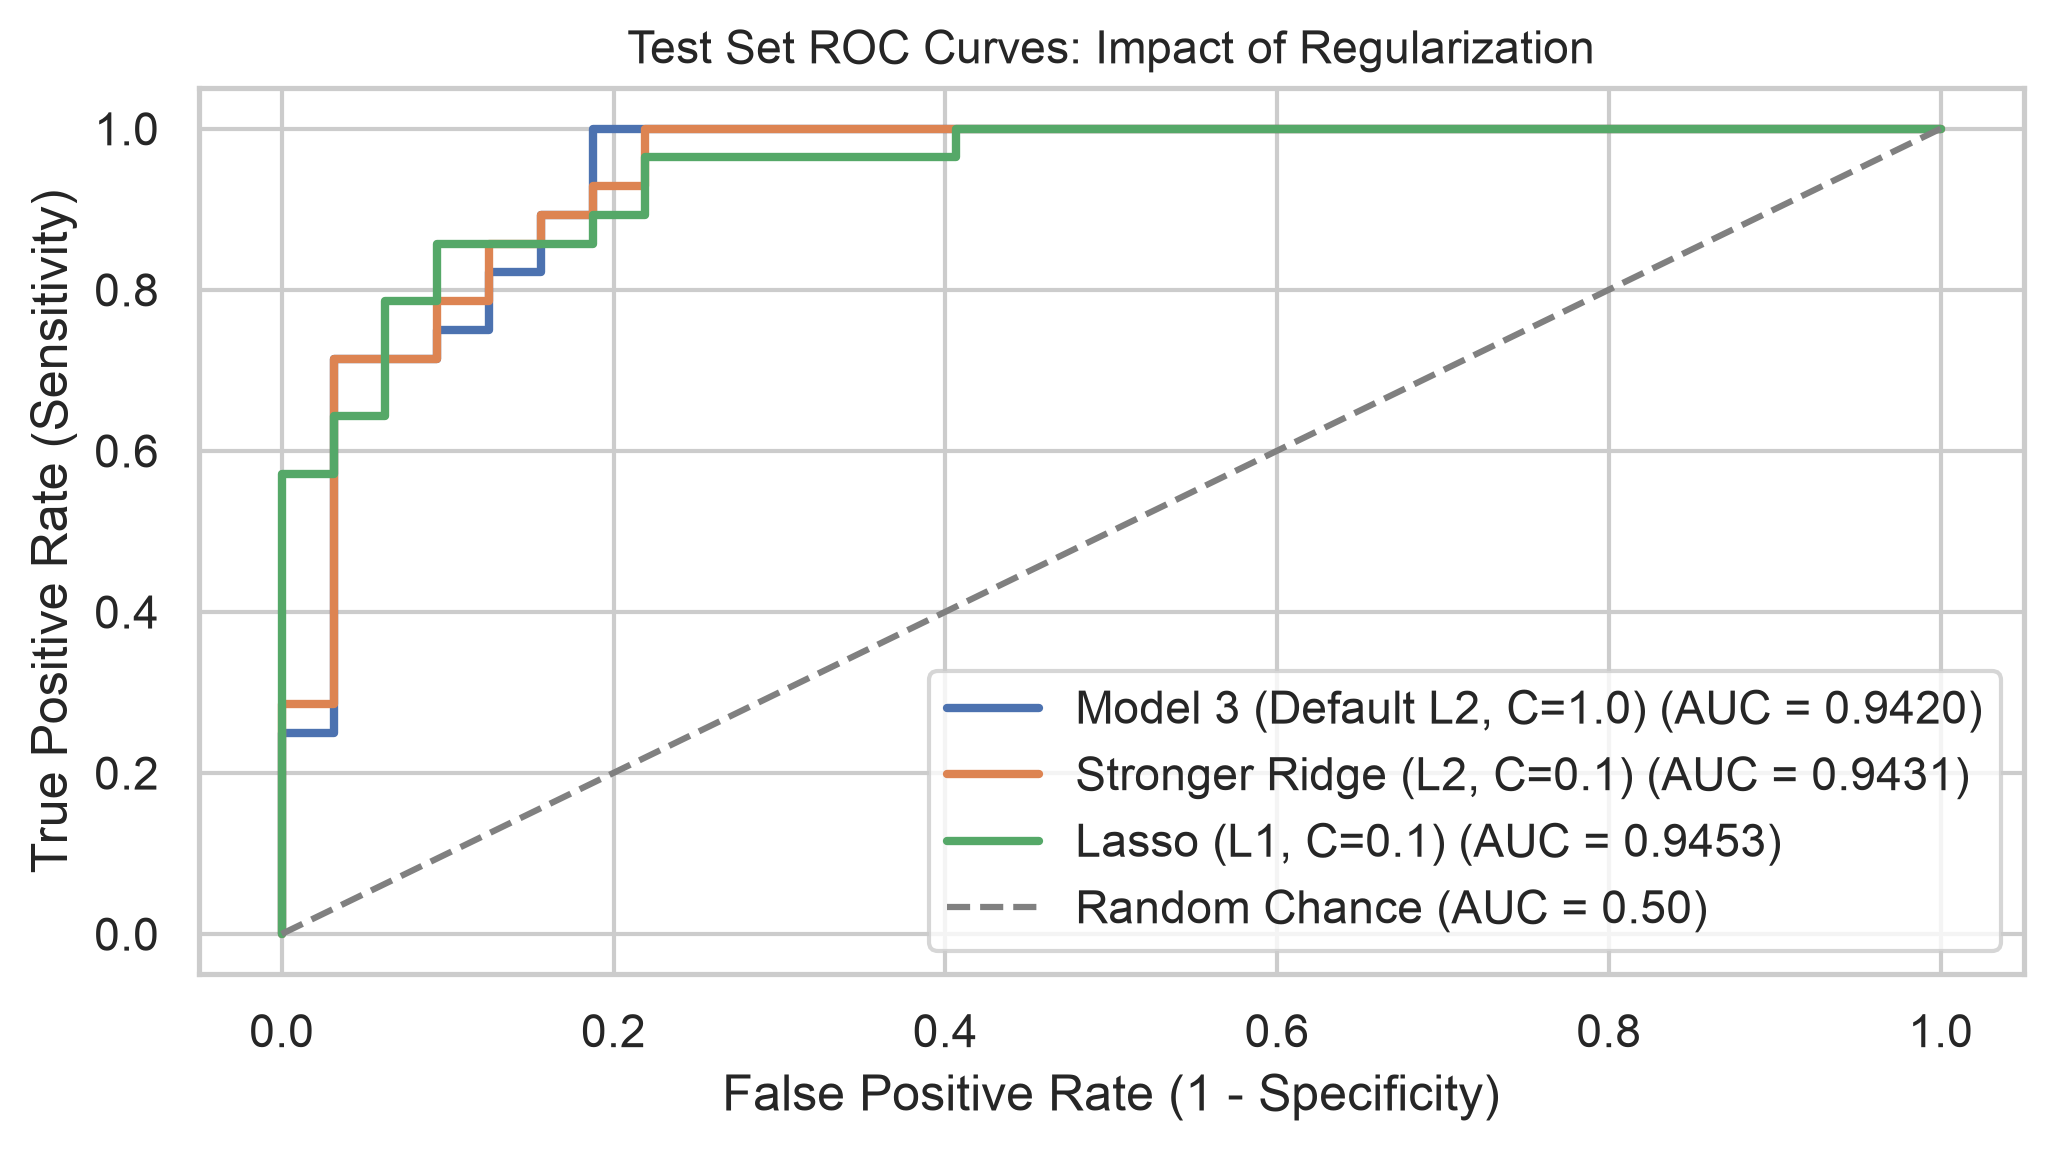 Test Set ROC Curves: Impact of Regularization
True Positive Rate (Sensitivity)
1.0
0.8
0.6
0.4
0.2
0.0
Model 3 (Default L2, C=1.0) (AUC = 0.9420)
Stronger Ridge (L2, C=0.1) (AUC = 0.9431)
Lasso (L1, C=0.1) (AUC = 0.9453)
Random Chance (AUC = 0.50)
0.0 0.2 0.4 0.6 0.8 1.0
False Positive Rate (1 - Specificity)